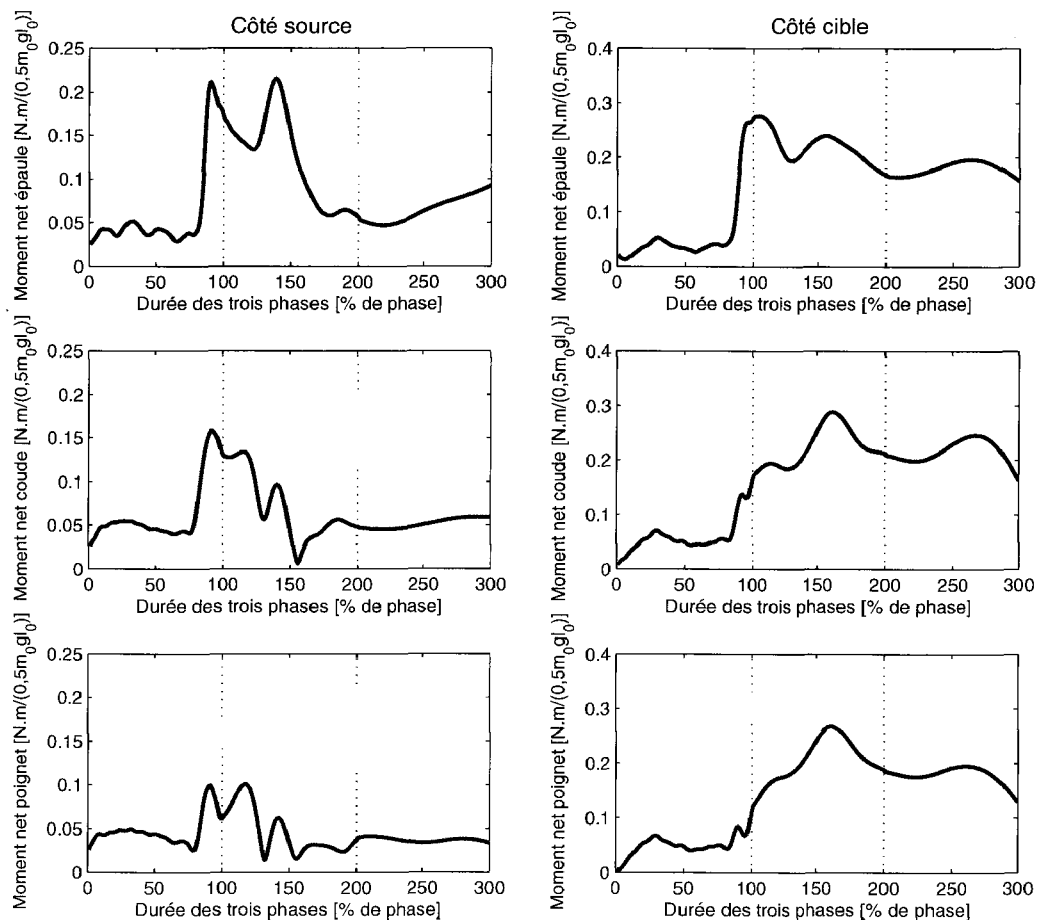 Côté source
Moment net épaule [N.m/(0,5m₀gl₀)]
0.25
0.2
0.15
0.1
0.05
0
0 50 100 150 200 250 300
Durée des trois phases [% de phase]
Côté cible
Moment net épaule [N.m/(0,5m₀gl₀)]
0.4
0.3
0.2
0.1
0
0 50 100 150 200 250 300
Durée des trois phases [% de phase]
Moment net coude [N.m/(0,5m₀gl₀)]
0.25
0.2
0.15
0.1
0.05
0
0 50 100 150 200 250 300
Durée des trois phases [% de phase]
Moment net coude [N.m/(0,5m₀gl₀)]
0.4
0.3
0.2
0.1
0
0 50 100 150 200 250 300
Durée des trois phases [% de phase]
Moment net poignet [N.m/(0,5m₀gl₀)]
0.25
0.2
0.15
0.1
0.05
0
0 50 100 150 200 250 300
Durée des trois phases [% de phase]
Moment net poignet [N.m/(0,5m₀gl₀)]
0.4
0.3
0.2
0.1
0
0 50 100 150 200 250 300
Durée des trois phases [% de phase]